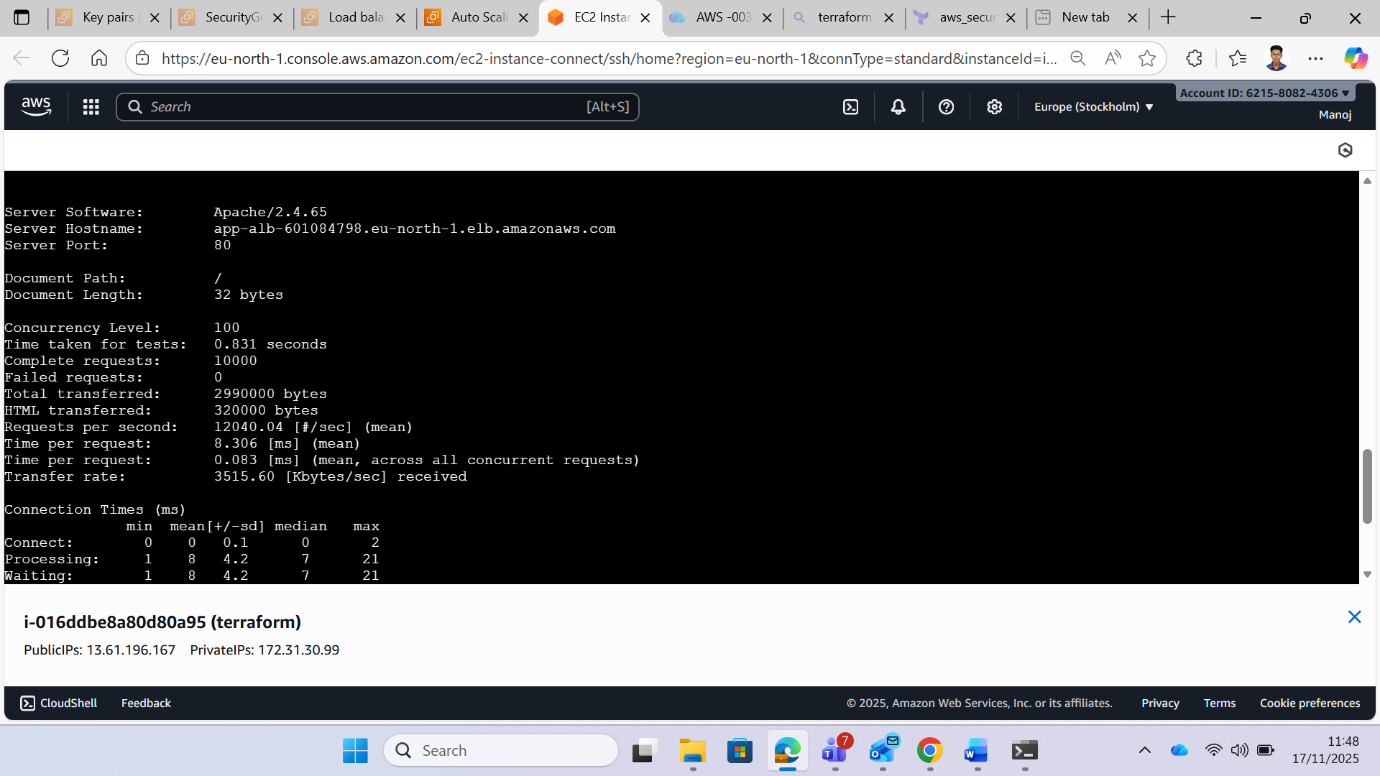 Key pairs
SecurityGr
Load balar
Auto Scali
EC2 Instan
AWS -003
terraform
aws_secur
New tab
https://eu-north-1.console.aws.amazon.com/ec2-instance-connect/ssh/home?region=eu-north-1&connType=standard&instanceId=i...
aws
Search [Alt+S]
Europe (Stockholm)
Account ID: 6215-8082-4306
Manoj
Server Software: Apache/2.4.65
Server Hostname: app-alb-601084798.eu-north-1.elb.amazonaws.com
Server Port: 80
Document Path: /
Document Length: 32 bytes
Concurrency Level: 100
Time taken for tests: 0.831 seconds
Complete requests: 10000
Failed requests: 0
Total transferred: 2990000 bytes
HTML transferred: 320000 bytes
Requests per second: 12040.04 [#/sec] (mean)
Time per request: 8.306 [ms] (mean)
Time per request: 0.083 [ms] (mean, across all concurrent requests)
Transfer rate: 3515.60 [Kbytes/sec] received
Connection Times (ms)
min mean[+/-sd] median max
Connect: 0 0 0.1 0 2
Processing: 1 8 4.2 7 21
Waiting: 1 8 4.2 7 21
i-016ddbe8a80d80a95 (terraform)
PublicIPs: 13.61.196.167 PrivateIPs: 172.31.30.99
CloudShell Feedback © 2025, Amazon Web Services, Inc. or its affiliates. Privacy Terms Cookie preferences
Search
7
11:48
17/11/2025